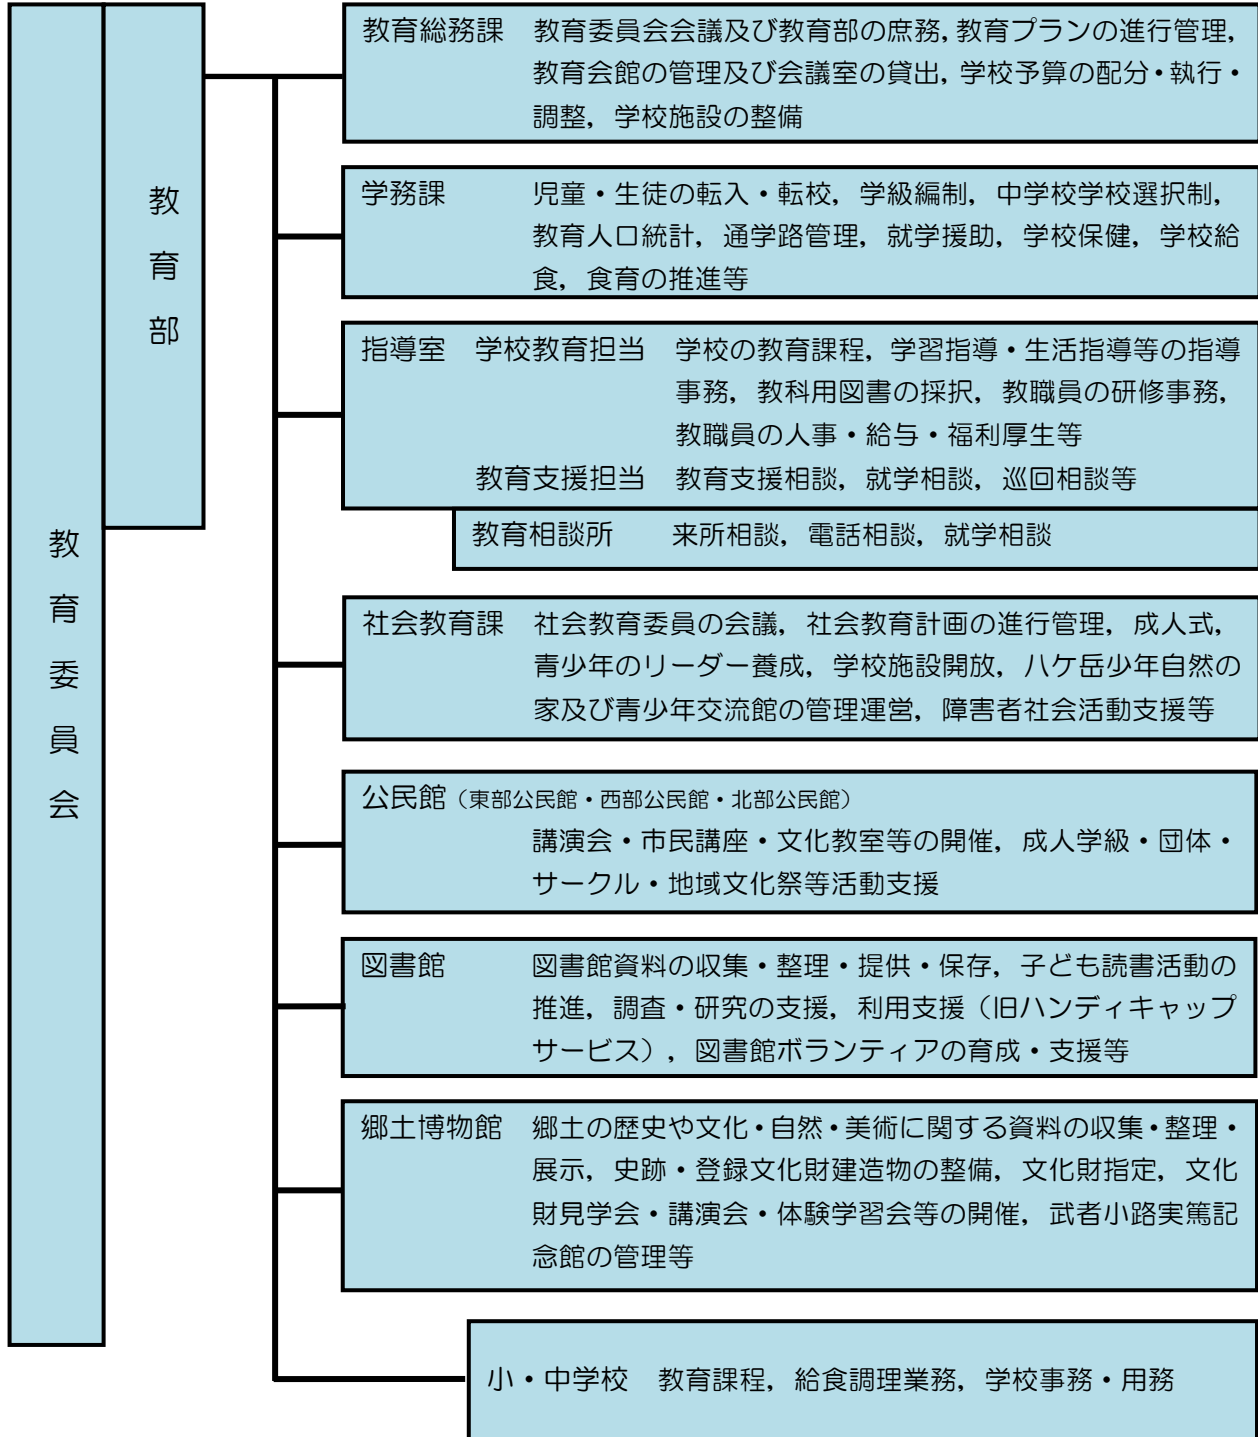 教育委員会
教育部
教育総務課 教育委員会会議及び教育部の庶務，教育プランの進行管理，
教育会館の管理及び会議室の貸出，学校予算の配分・執行・
調整，学校施設の整備
学務課 児童・生徒の転入・転校，学級編制，中学校学校選択制，
教育人口統計，通学路管理，就学援助，学校保健，学校給
食，食育の推進等
指導室 学校教育担当 学校の教育課程，学習指導・生活指導等の指導
事務，教科用図書の採択，教職員の研修事務，
教職員の人事・給与・福利厚生等
教育支援担当 教育支援相談，就学相談，巡回相談等
教育相談所 来所相談，電話相談，就学相談
社会教育課 社会教育委員の会議，社会教育計画の進行管理，成人式，
青少年のリーダー養成，学校施設開放，八ケ岳少年自然の
家及び青少年交流館の管理運営，障害者社会活動支援等
公民館（東部公民館・西部公民館・北部公民館）
講演会・市民講座・文化教室等の開催，成人学級・団体・
サークル・地域文化祭等活動支援
図書館 図書館資料の収集・整理・提供・保存，子ども読書活動の
推進，調査・研究の支援，利用支援（旧ハンディキャップ
サービス），図書館ボランティアの育成・支援等
郷土博物館 郷土の歴史や文化・自然・美術に関する資料の収集・整理・
展示，史跡・登録文化財建造物の整備，文化財指定，文化
財見学会・講演会・体験学習会等の開催，武者小路実篤記
念館の管理等
小・中学校 教育課程，給食調理業務，学校事務・用務